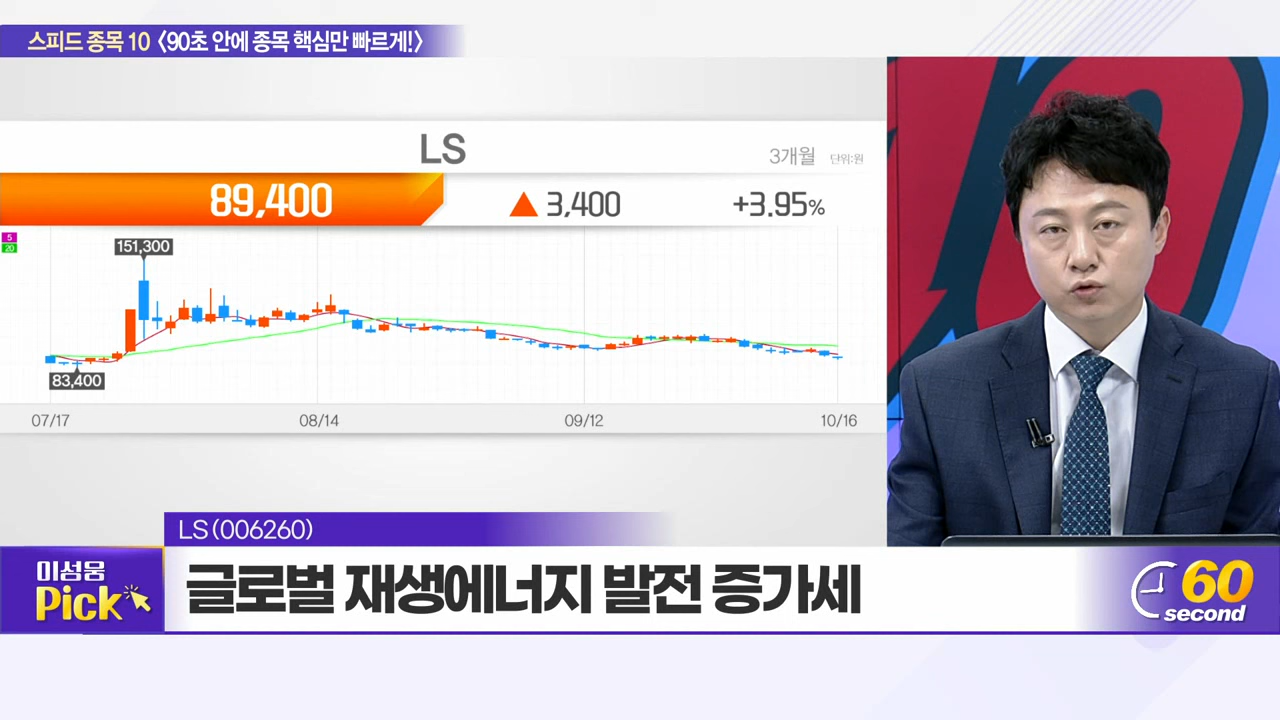 스피드 종목 10 〈90초 안에 종목 핵심만 빠르게!〉
LS
3개월 단위:원
89,400 ▲ 3,400 +3.95%
5
20
151,300
83,400
07/17 08/14 09/12 10/16
LS(006260)
이성웅
Pick
글로벌 재생에너지 발전 증가세
60
second